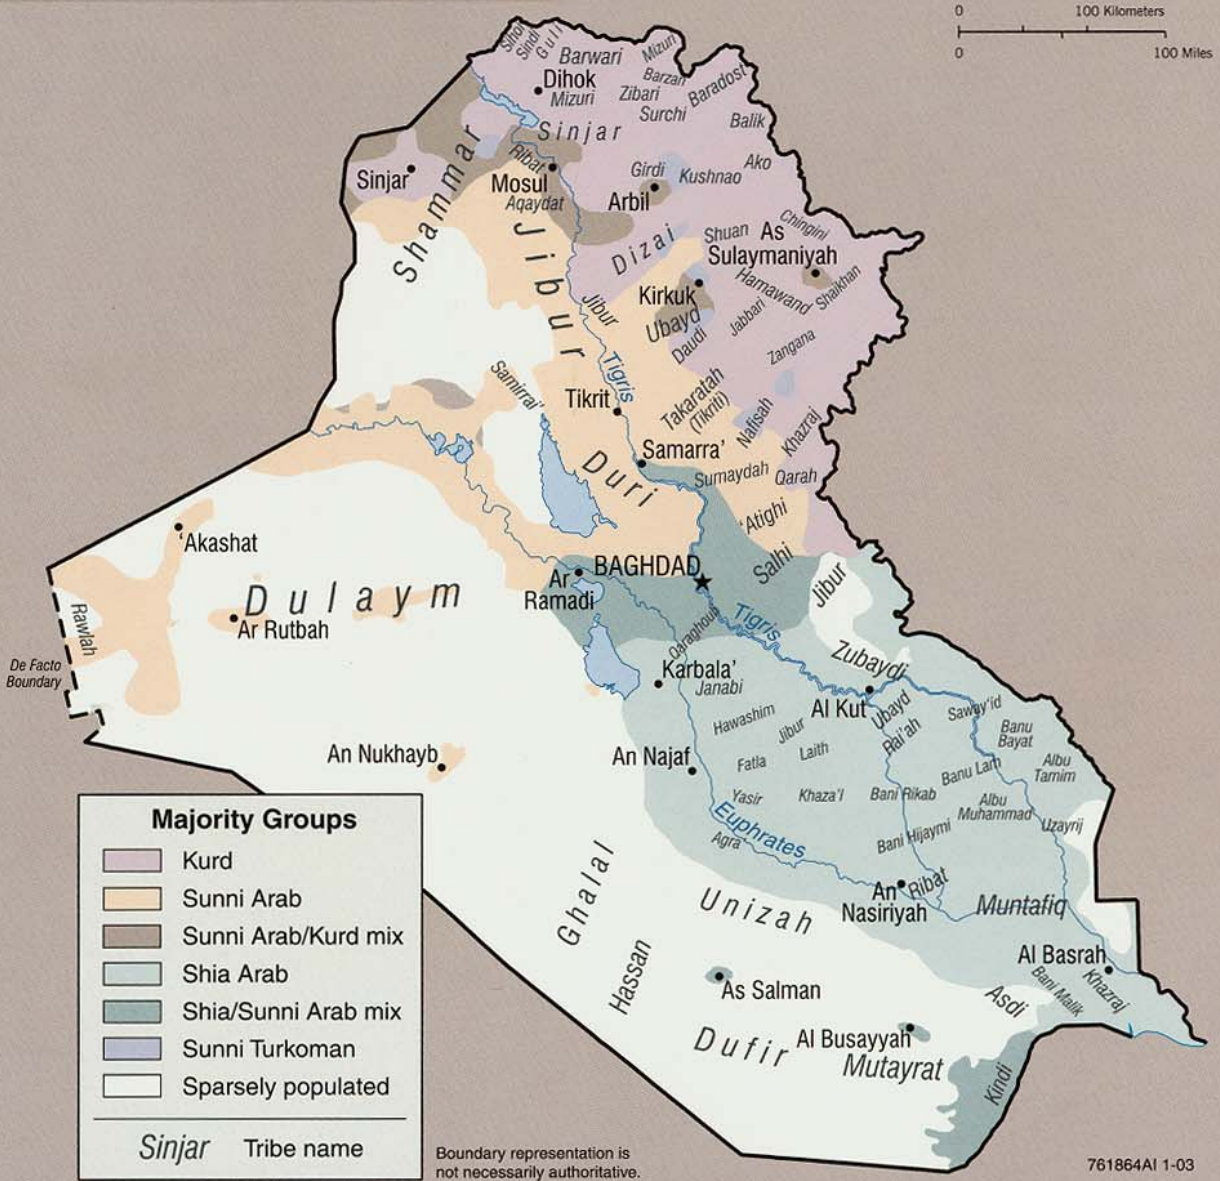 0 100 Kilometers
0 100 Miles
Sindi
Guli
Barwari
Mizuri
Dihok
Mizuri
Barzan
Zibari
Baradost
Surchi
Balik
Sinjar
Shammar
Ribat
Sinjar
Mosul
Aqaydat
Girdi
Kushnao
Ako
Arbil
Jibur
Dizai
Shuan
Chingini
As
Sulaymaniyah
Hamawand
Shaikhan
Kirkuk
Ubayd
Jibur
Jabbari
Daudi
Zangana
Tigris
Samirrai'
Tikrit
Takaratah
(Tikriti)
Nafisah
Khazraj
Samarra'
Duri
Sumaydah
Qarah
'Atighi
'Akashat
Salhi
BAGHDAD
Ar
Ramadi
Jibur
Dulaym
Rawlah
Ar Rutbah
Qaraghoul
Tigris
Zubaydi
De Facto
Boundary
Karbala'
Janabi
Al Kut
Ubayd
Saway'id
Hawashim
Jibur
Rai'ah
Banu
Bayat
An Nukhayb
An Najaf
Fatla
Laith
Banu Lam
Albu
Tamim
Yasir
Khaza'l
Bani Rikab
Albu
Muhammad
Uzayrij
Euphrates
Agra
Bani Hijaymi
An
Nasiriyah
Ribat
Muntafiq
Ghalal
Unizah
Hassan
As Salman
Al Basrah
Bani Malik
Khazraj
Asdi
Dufir
Al Busayyah
Mutayrat
Kindi
Majority Groups
Kurd
Sunni Arab
Sunni Arab/Kurd mix
Shia Arab
Shia/Sunni Arab mix
Sunni Turkoman
Sparsely populated
Sinjar Tribe name
Boundary representation is
not necessarily authoritative.
761864AI 1-03